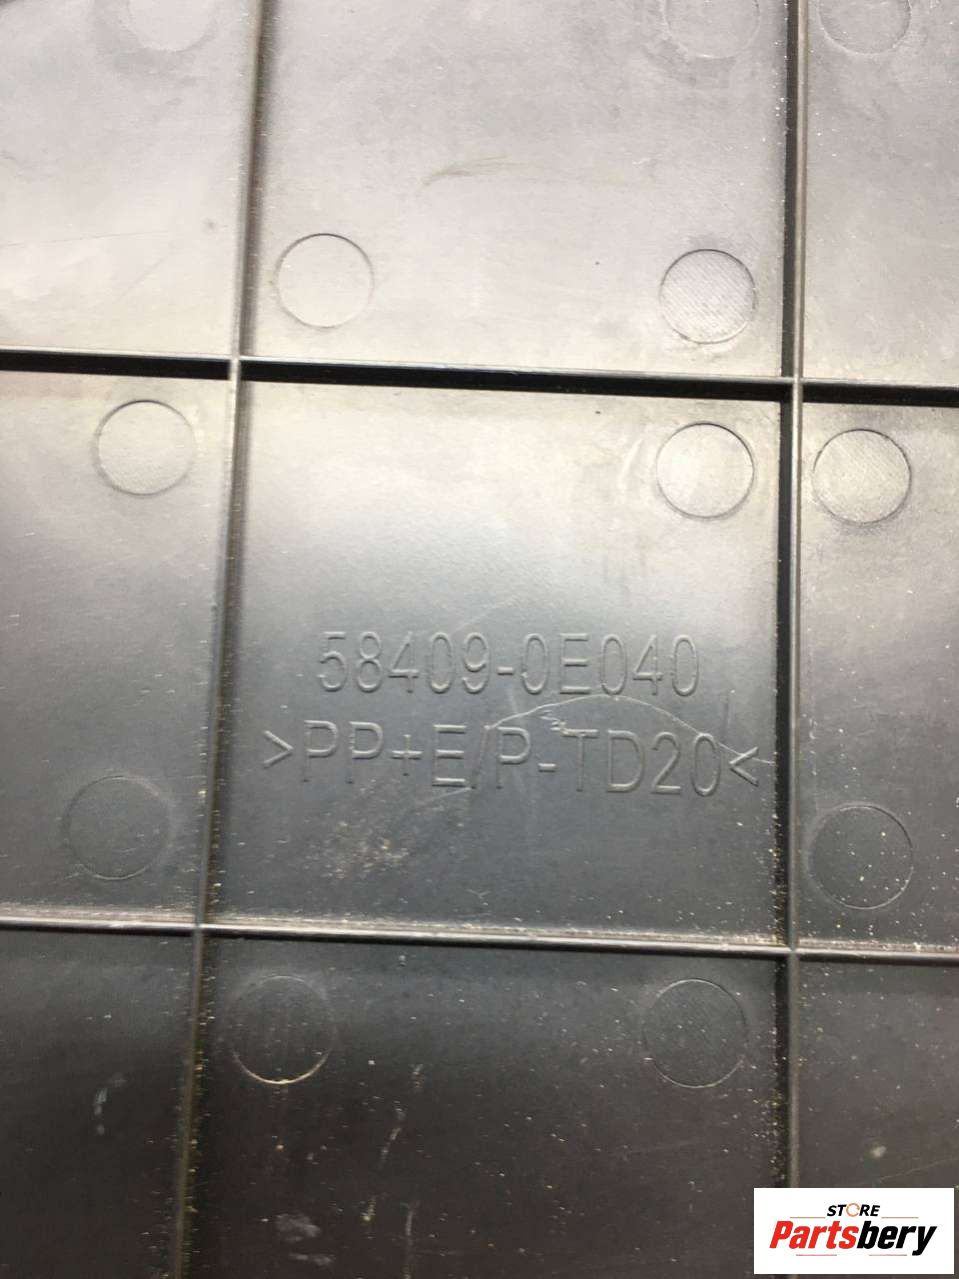 58409-0E040
>PP+E/P-TD20<
STORE
Partsbery